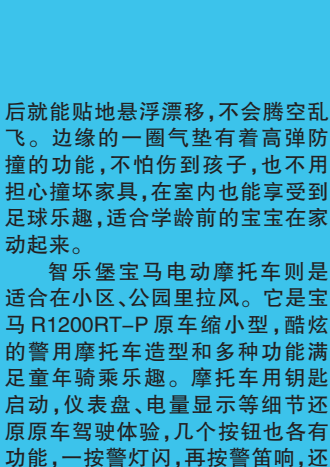 后就能贴地悬浮漂移,不会腾空乱
飞。边缘的一圈气垫有着高弹防
撞的功能,不怕伤到孩子,也不用
担心撞坏家具,在室内也能享受到
足球乐趣,适合学龄前的宝宝在家
动起来。
智乐堡宝马电动摩托车则是
适合在小区、公园里拉风。它是宝
马R1200RT-P原车缩小型,酷炫
的警用摩托车造型和多种功能满
足童年骑乘乐趣。摩托车用钥匙
启动,仪表盘、电量显示等细节还
原原车驾驶体验,几个按钮也各有
功能,一按警灯闪,再按警笛响,还